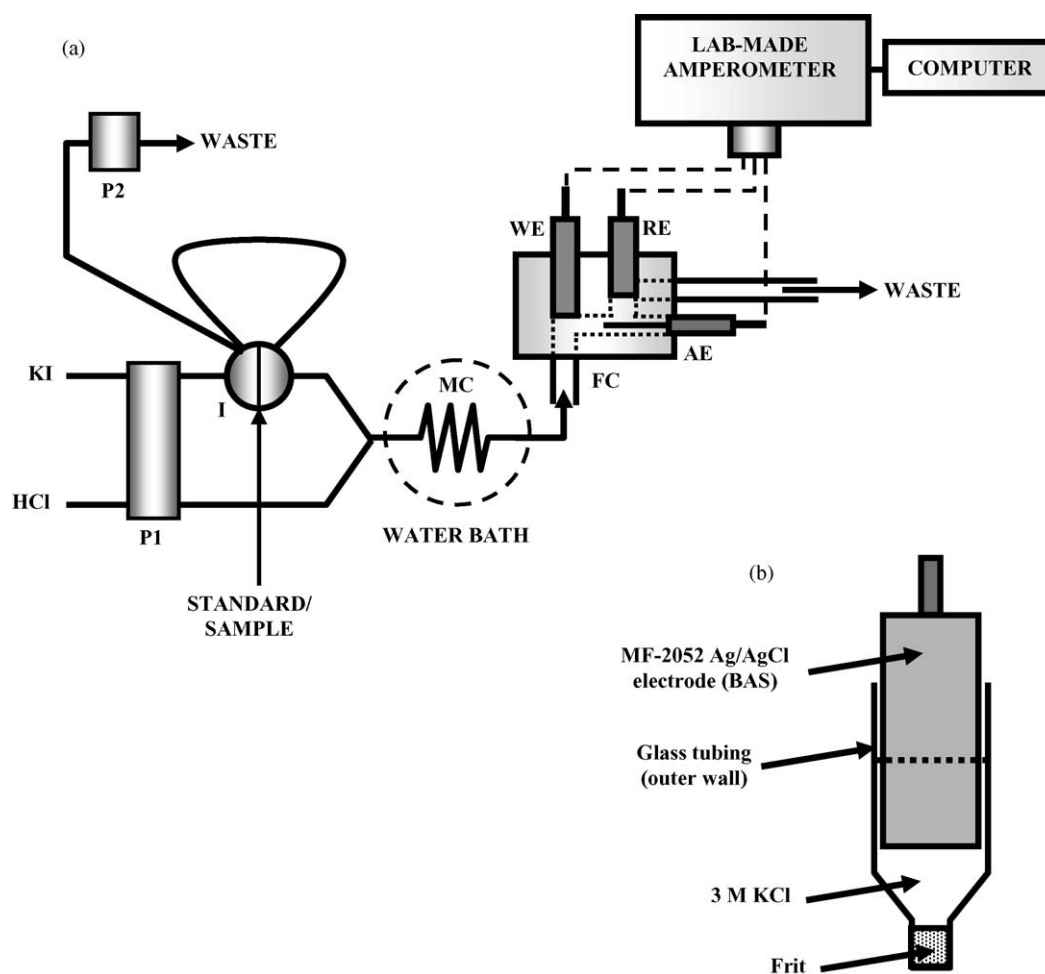 (a)
LAB-MADE
AMPEROMETER
COMPUTER
WASTE
P2
WE
RE
WASTE
AE
FC
KI
I
MC
HCl
P1
WATER BATH
STANDARD/
SAMPLE
(b)
MF-2052 Ag/AgCl
electrode (BAS)
Glass tubing
(outer wall)
3 M KCl
Frit